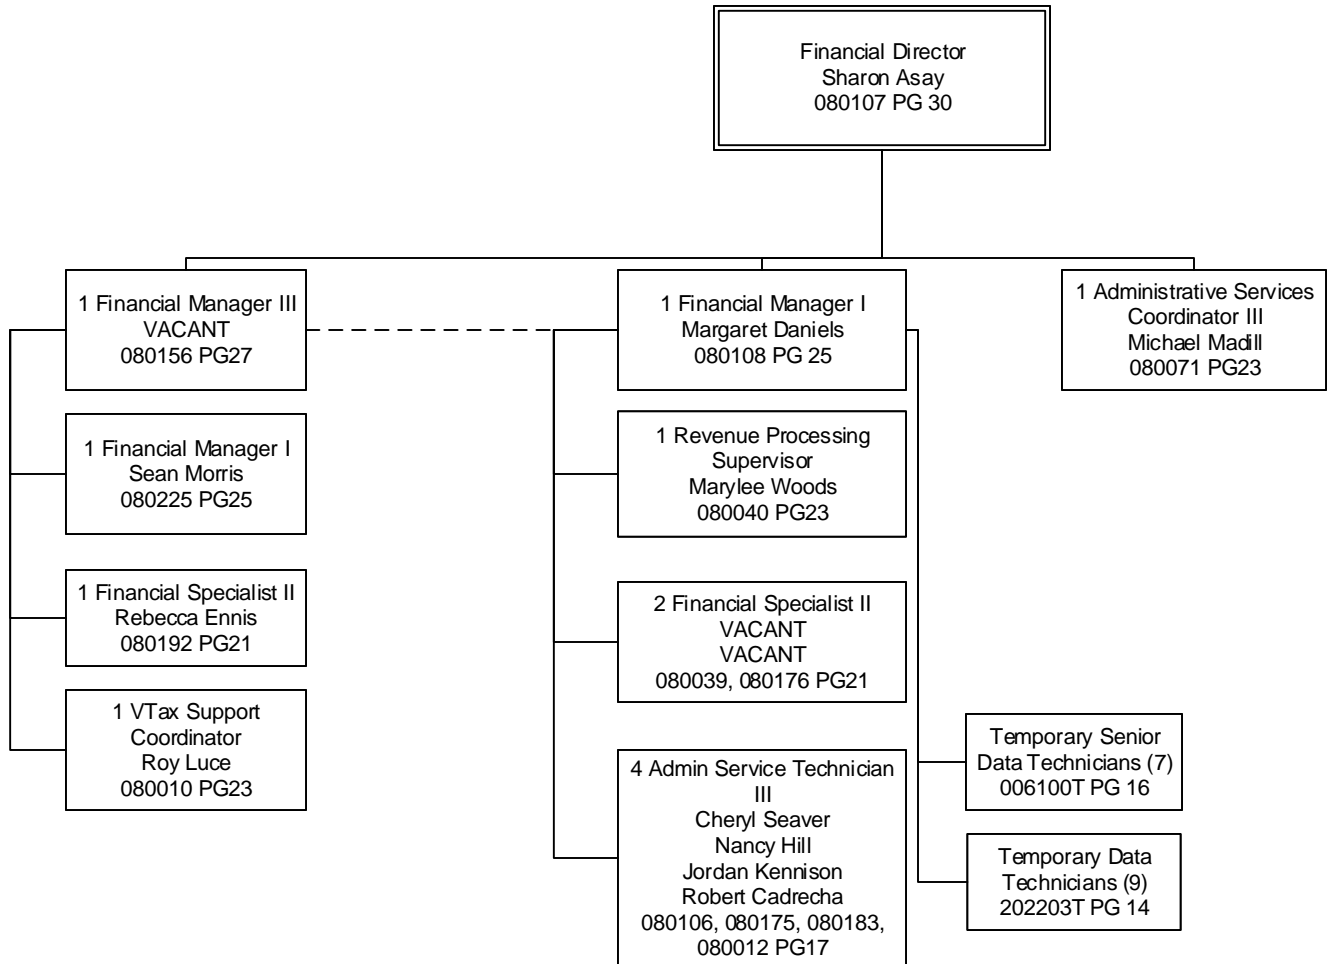 Financial Director
Sharon Asay
080107 PG 30
1 Financial Manager III
VACANT
080156 PG27
1 Financial Manager I
Sean Morris
080225 PG25
1 Financial Specialist II
Rebecca Ennis
080192 PG21
1 VTax Support
Coordinator
Roy Luce
080010 PG23
1 Financial Manager I
Margaret Daniels
080108 PG 25
1 Revenue Processing
Supervisor
Marylee Woods
080040 PG23
2 Financial Specialist II
VACANT
VACANT
080039, 080176 PG21
4 Admin Service Technician
III
Cheryl Seaver
Nancy Hill
Jordan Kennison
Robert Cadrecha
080106, 080175, 080183,
080012 PG17
Temporary Senior
Data Technicians (7)
006100T PG 16
Temporary Data
Technicians (9)
202203T PG 14
1 Administrative Services
Coordinator III
Michael Madill
080071 PG23